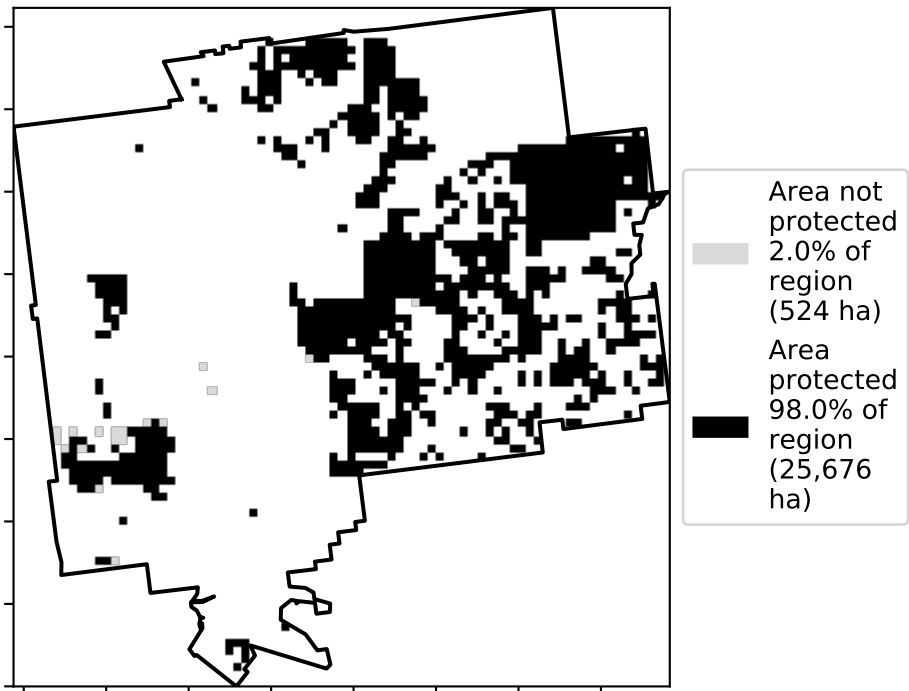 Area not
protected
2.0% of
region
(524 ha)
Area
protected
98.0% of
region
(25,676
ha)